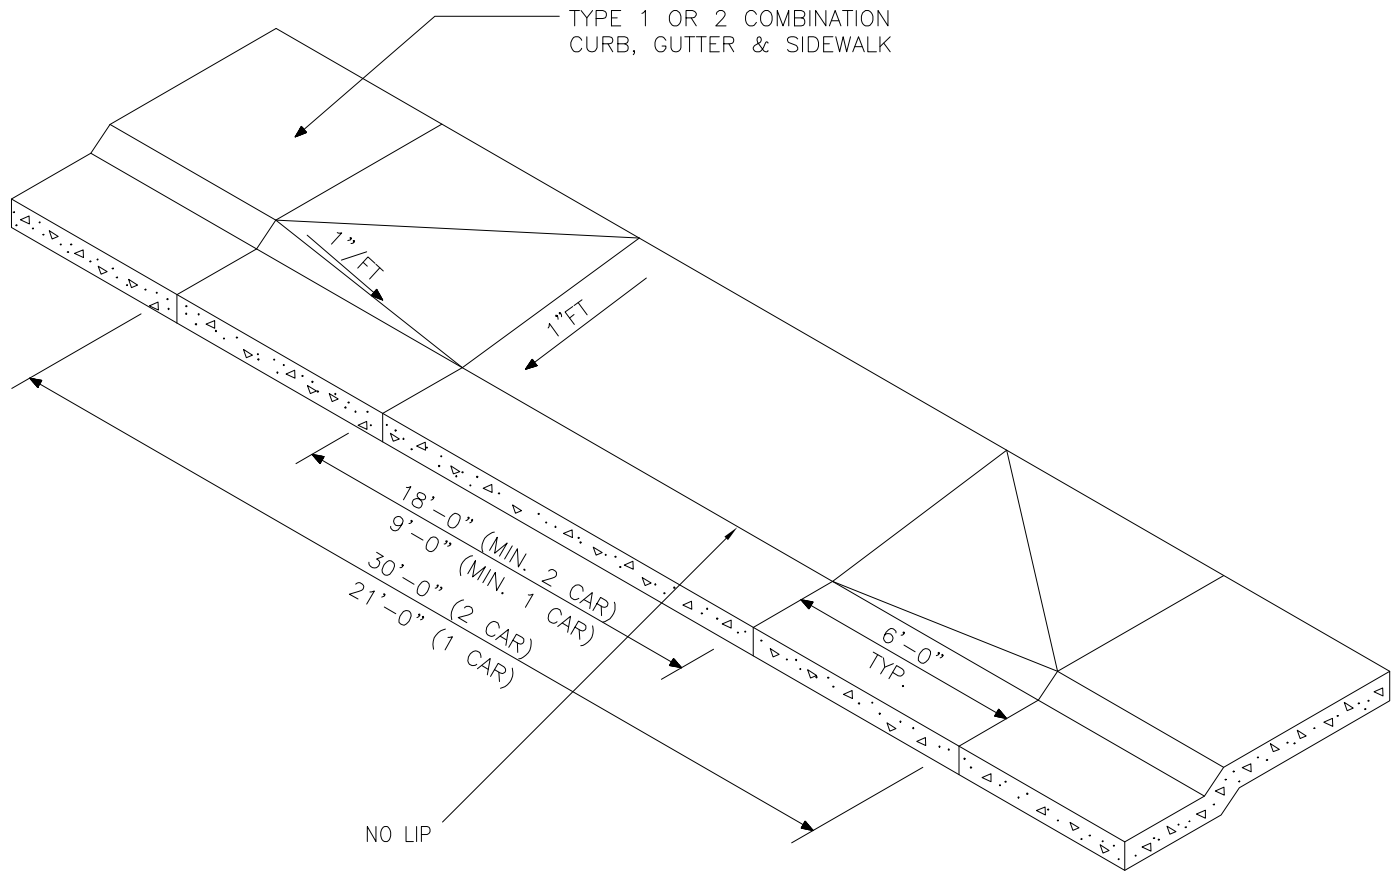 TYPE 1 OR 2 COMBINATION
CURB, GUTTER & SIDEWALK
1"/FT
1"FT
18'-0" (MIN. 2 CAR)
9'-0" (MIN. 1 CAR)
30'-0" (2 CAR)
21'-0" (1 CAR)
6'-0"
TYP.
NO LIP